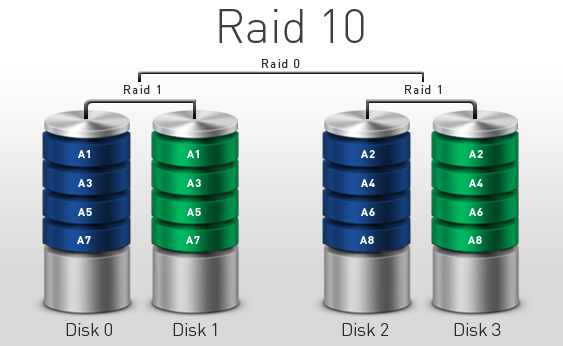 Raid 10
Raid 0
Raid 1 Raid 1
A1 A1 A2 A2
A3 A3 A4 A4
A5 A5 A6 A6
A7 A7 A8 A8
Disk 0 Disk 1 Disk 2 Disk 3